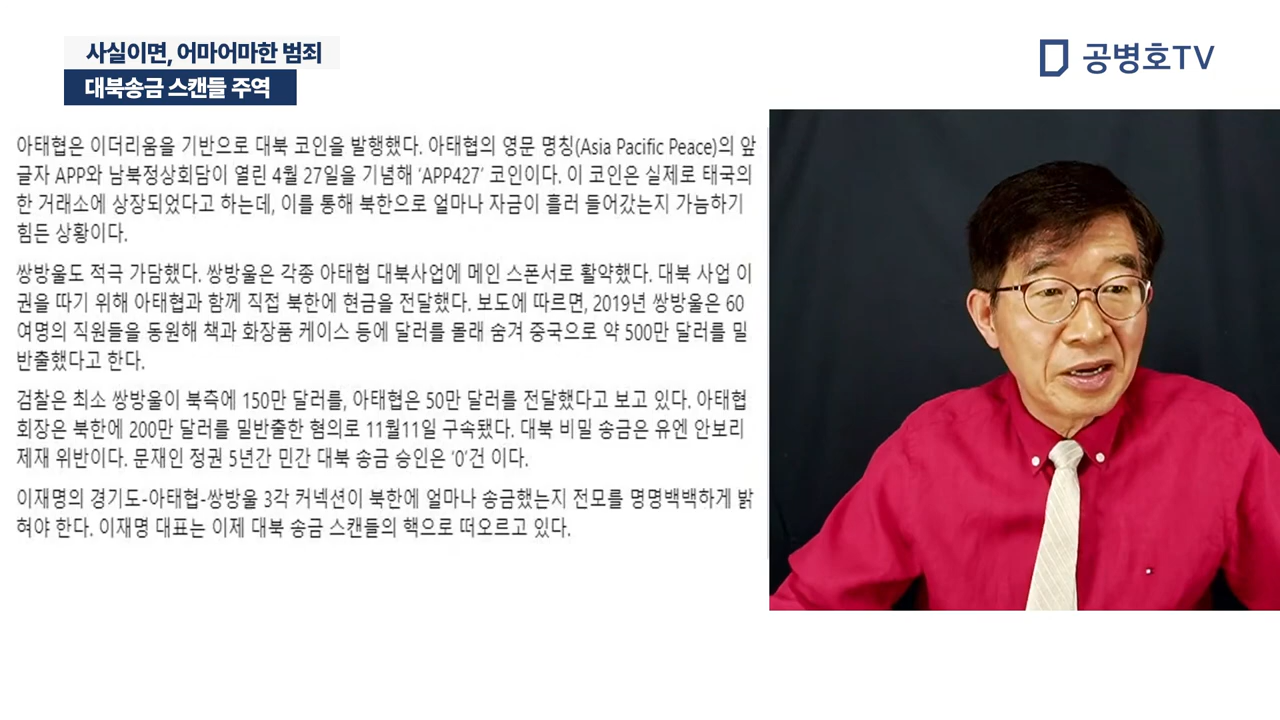 사실이면, 어마어마한 범죄
대북송금 스캔들 주역
공병호TV
아태협은 이더리움을 기반으로 대북 코인을 발행했다. 아태협의 영문 명칭(Asia Pacific Peace)의 앞
글자 APP와 남북정상회담이 열린 4월 27일을 기념해 ‘APP427’ 코인이다. 이 코인은 실제로 태국의
한 거래소에 상장되었다고 하는데, 이를 통해 북한으로 얼마나 자금이 흘러 들어갔는지 가늠하기
힘든 상황이다.
쌍방울도 적극 가담했다. 쌍방울은 각종 아태협 대북사업에 메인 스폰서로 활약했다. 대북 사업 이
권을 따기 위해 아태협과 함께 직접 북한에 현금을 전달했다. 보도에 따르면, 2019년 쌍방울은 60
여명의 직원들을 동원해 책과 화장품 케이스 등에 달러를 몰래 숨겨 중국으로 약 500만 달러를 밀
반출했다고 한다.
검찰은 최소 쌍방울이 북측에 150만 달러를, 아태협은 50만 달러를 전달했다고 보고 있다. 아태협
회장은 북한에 200만 달러를 밀반출한 혐의로 11월11일 구속됐다. 대북 비밀 송금은 유엔 안보리
제재 위반이다. 문재인 정권 5년간 민간 대북 송금 승인은 ‘0’건 이다.
이재명의 경기도-아태협-쌍방울 3각 커넥션이 북한에 얼마나 송금했는지 전모를 명명백백하게 밝
혀야 한다. 이재명 대표는 이제 대북 송금 스캔들의 핵으로 떠오르고 있다.